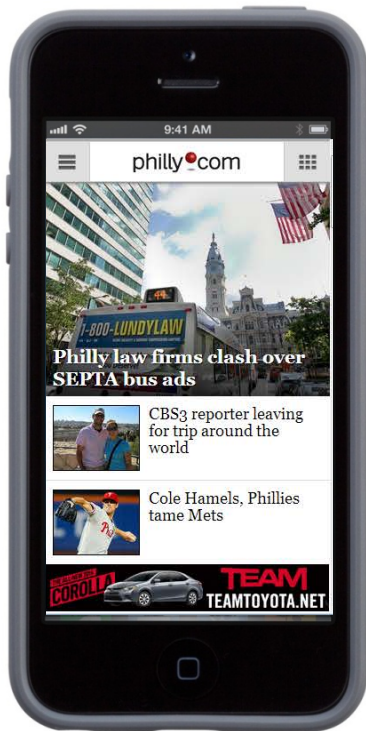 9:41 AM
philly.com
44
1-800-LUNDYLAW
Philly law firms clash over
SEPTA bus ads
CBS3 reporter leaving
for trip around the
world
Cole Hamels, Phillies
tame Mets
COROLLA
TEAM
TEAMTOYOTA.NET